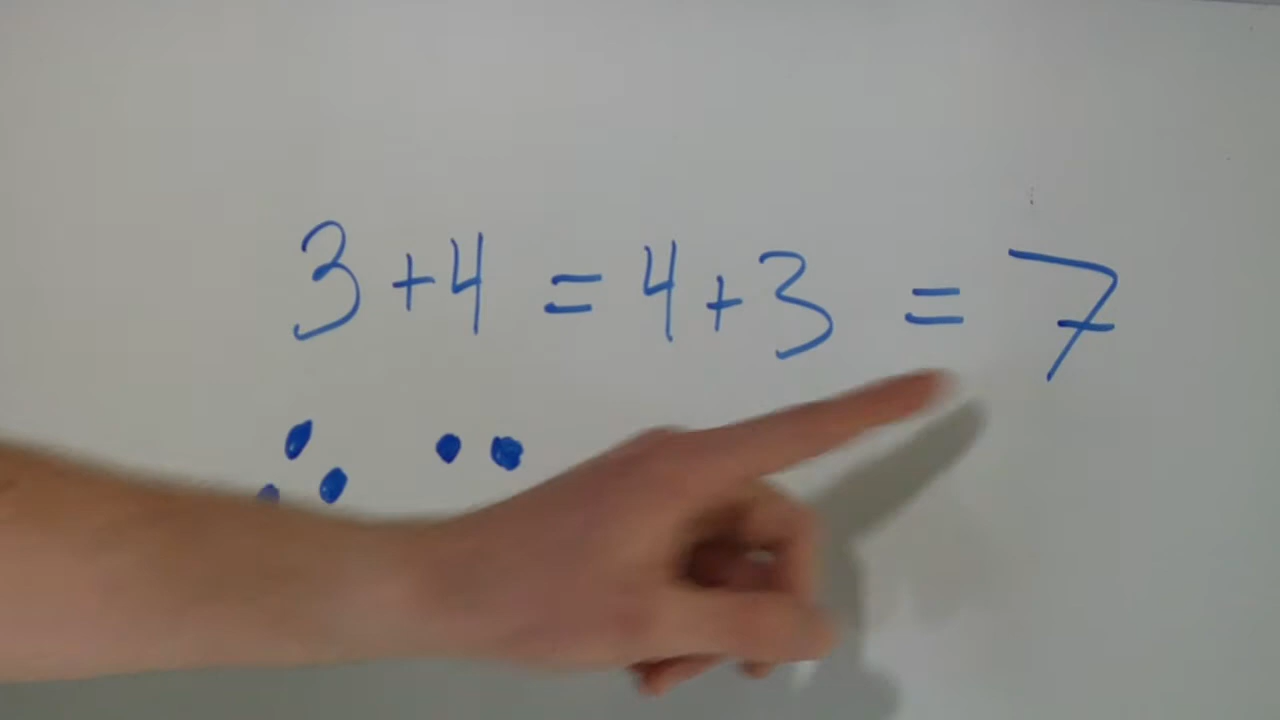 3+4 = 4+3 = 7